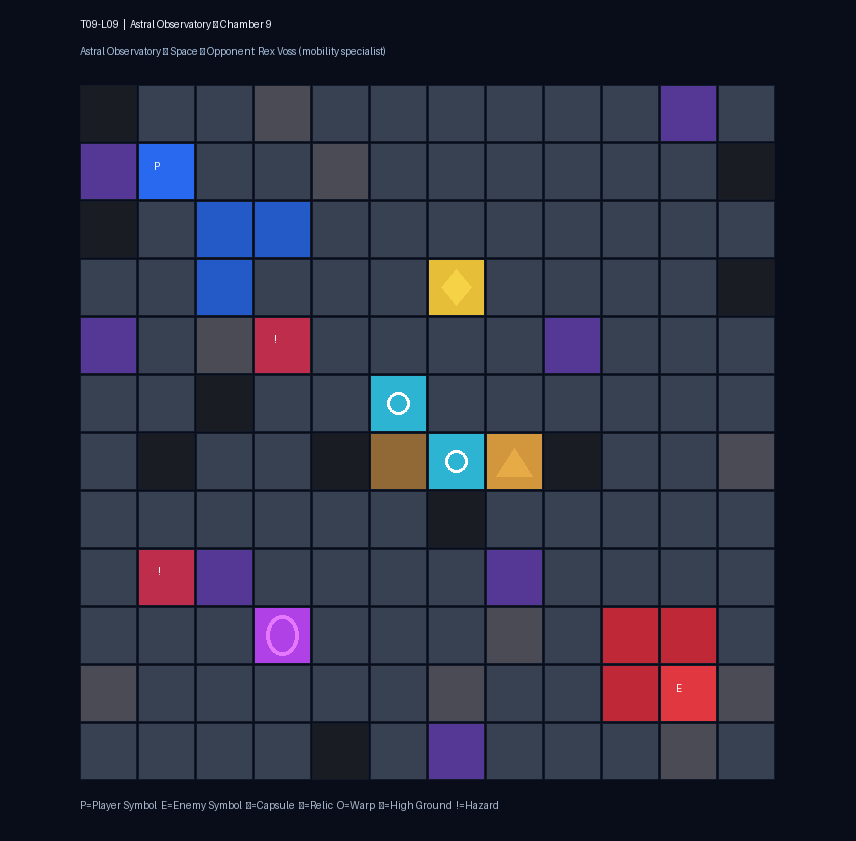 T09-L09 | Astral Observatory ▯ Chamber 9
Astral Observatory ▯ Space ▯ Opponent: Rex Voss (mobility specialist)
P
!
!
E
P=Player Symbol E=Enemy Symbol ▯=Capsule ▯=Relic O=Warp ▯=High Ground !=Hazard